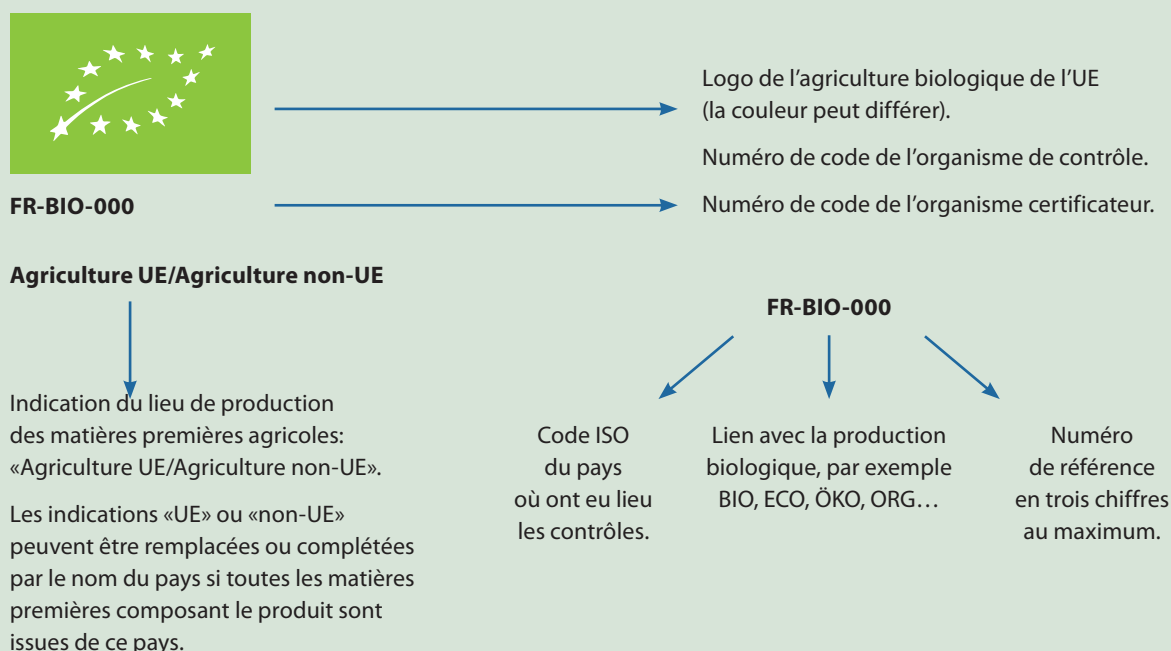 Logo de l’agriculture biologique de l’UE
(la couleur peut différer).
Numéro de code de l’organisme de contrôle.
FR-BIO-000
Numéro de code de l’organisme certificateur.
Agriculture UE/Agriculture non-UE
Indication du lieu de production
des matières premières agricoles:
«Agriculture UE/Agriculture non-UE».
Les indications «UE» ou «non-UE»
peuvent être remplacées ou complétées
par le nom du pays si toutes les matières
premières composant le produit sont
issues de ce pays.
FR-BIO-000
Code ISO
du pays
où ont eu lieu
les contrôles.
Lien avec la production
biologique, par exemple
BIO, ECO, ÖKO, ORG…
Numéro
de référence
en trois chiffres
au maximum.